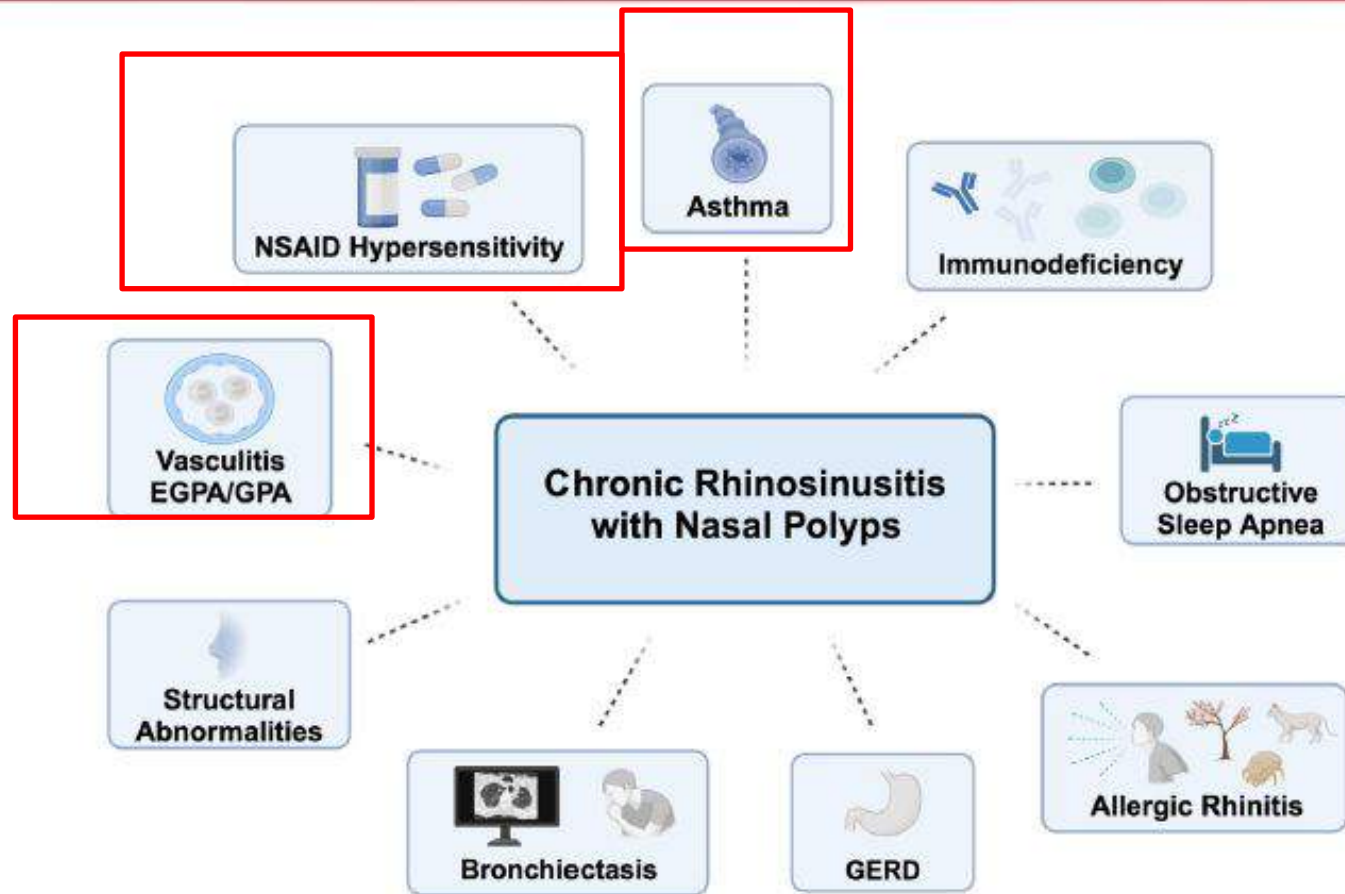 Asthma
NSAID Hypersensitivity
Immunodeficiency
Vasculitis
EGPA/GPA
Chronic Rhinosinusitis
with Nasal Polyps
zzZ
Obstructive
Sleep Apnea
Structural
Abnormalities
Bronchiectasis
GERD
Allergic Rhinitis